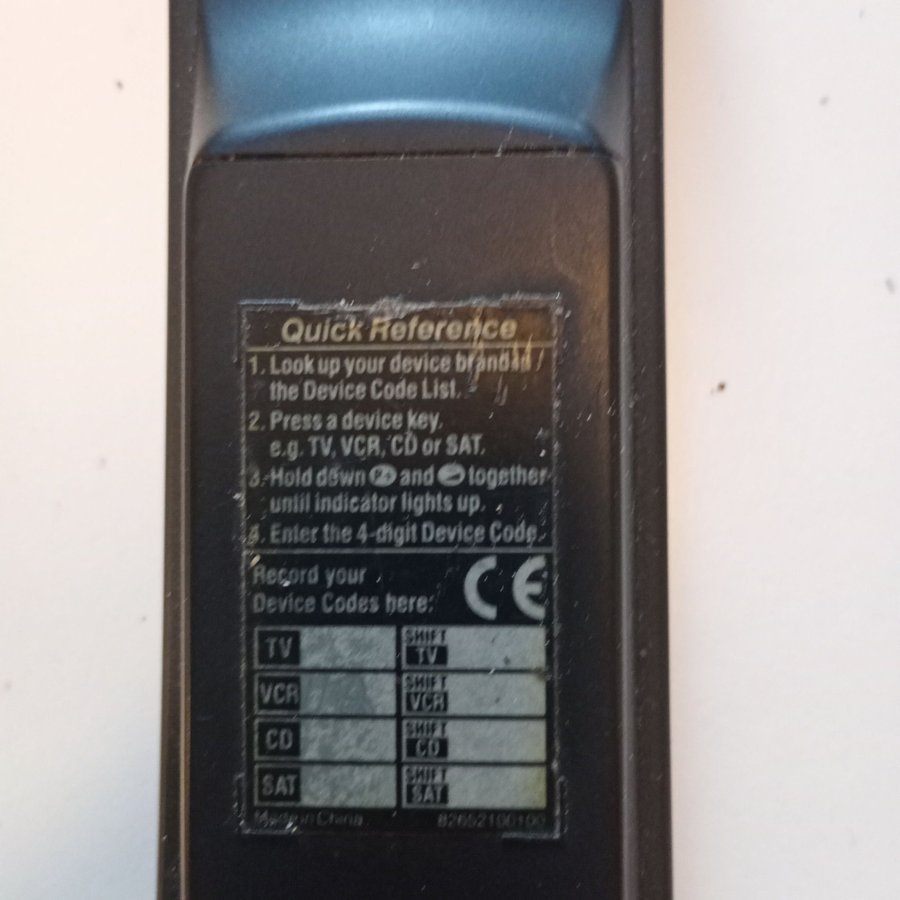 Quick Reference
1. Look up your device brand in
the Device Code List.
2. Press a device key.
e.g. TV, VCR, CD or SAT.
3. Hold down and together
until indicator lights up.
4. Enter the 4-digit Device Code.
Record your
Device Codes here:
CE
TV SHIFT TV
VCR SHIFT VCR
CD SHIFT CD
SAT SHIFT SAT
Made in China